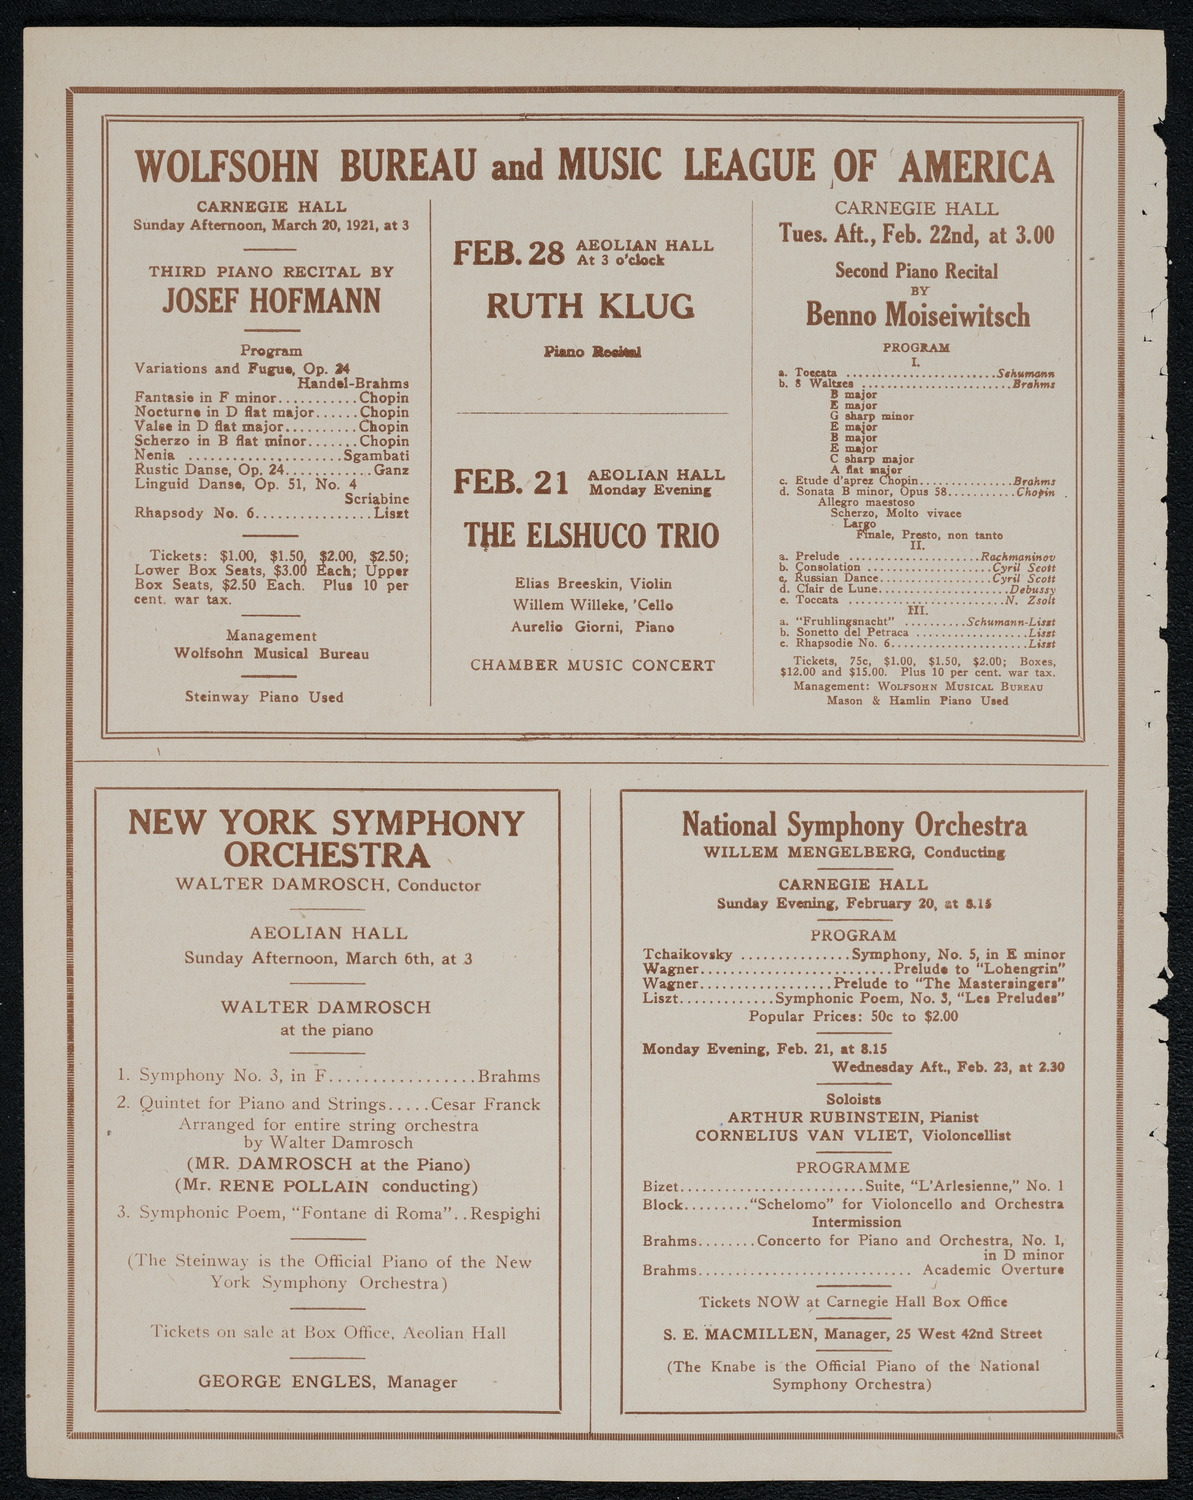 WOLFSOHN BUREAU and MUSIC LEAGUE OF AMERICA
CARNEGIE HALL
Sunday Afternoon, March 20, 1921, at 3
THIRD PIANO RECITAL BY
JOSEF HOFMANN
Program
Variations and Fugue, Op. 24
Handel-Brahms
Fantasie in F minor...........Chopin
Nocturne in D flat major......Chopin
Valse in D flat major..........Chopin
Scherzo in B flat minor.......Chopin
Nenia .....................Sgambati
Rustic Danse, Op. 24............Ganz
Linguid Danse, Op. 51, No. 4
Scriabine
Rhapsody No. 6................Liszt
Tickets: $1.00, $1.50, $2.00, $2.50;
Lower Box Seats, $3.00 Each; Upper
Box Seats, $2.50 Each. Plus 10 per
cent. war tax.
Management
Wolfsohn Musical Bureau
Steinway Piano Used
FEB. 28 AEOLIAN HALL
At 3 o'clock
RUTH KLUG
Piano Recital
FEB. 21 AEOLIAN HALL
Monday Evening
THE ELSHUCO TRIO
Elias Breeskin, Violin
Willem Willeke, 'Cello
Aurelio Giorni, Piano
CHAMBER MUSIC CONCERT
CARNEGIE HALL
Tues. Aft., Feb. 22nd, at 3.00
Second Piano Recital
BY
Benno Moiseiwitsch
PROGRAM
I.
a. Toccata ........................Schumann
b. 8 Waltzes ........................Brahms
B major
E major
G sharp minor
E major
B major
E major
C sharp major
A flat major
c. Etude d'aprez Chopin...............Brahms
d. Sonata B minor, Opus 58...........Chopin
Allegro maestoso
Scherzo, Molto vivace
Largo
Finale, Presto, non tanto
II.
a. Prelude .....................Rachmaninov
b. Consolation ....................Cyril Scott
c. Russian Dance..................Cyril Scott
d. Clair de Lune.....................Debussy
e. Toccata .........................N. Zsolt
III.
a. "Fruhlingsnacht" ..........Schumann-Liszt
b. Sonetto del Petraca ..................Liszt
c. Rhapsodie No. 6......................Liszt
Tickets, 75c, $1.00, $1.50, $2.00; Boxes,
$12.00 and $15.00. Plus 10 per cent. war tax.
Management: WOLFSOHN MUSICAL BUREAU
Mason & Hamlin Piano Used
NEW YORK SYMPHONY
ORCHESTRA
WALTER DAMROSCH, Conductor
AEOLIAN HALL
Sunday Afternoon, March 6th, at 3
WALTER DAMROSCH
at the piano
1. Symphony No. 3, in F.................Brahms
2. Quintet for Piano and Strings.....Cesar Franck
Arranged for entire string orchestra
by Walter Damrosch
(MR. DAMROSCH at the Piano)
(Mr. RENE POLLAIN conducting)
3. Symphonic Poem, "Fontane di Roma"..Respighi
(The Steinway is the Official Piano of the New
York Symphony Orchestra)
Tickets on sale at Box Office, Aeolian Hall
GEORGE ENGLES, Manager
National Symphony Orchestra
WILLEM MENGELBERG, Conducting
CARNEGIE HALL
Sunday Evening, February 20, at 8.15
PROGRAM
Tchaikovsky ...............Symphony, No. 5, in E minor
Wagner..........................Prelude to "Lohengrin"
Wagner..................Prelude to "The Mastersingers"
Liszt.............Symphonic Poem, No. 3, "Les Preludes"
Popular Prices: 50c to $2.00
Monday Evening, Feb. 21, at 8.15
Wednesday Aft., Feb. 23, at 2.30
Soloists
ARTHUR RUBINSTEIN, Pianist
CORNELIUS VAN VLIET, Violoncellist
PROGRAMME
Bizet.........................Suite, "L'Arlesienne," No. 1
Block.........."Schelomo" for Violoncello and Orchestra
Intermission
Brahms........Concerto for Piano and Orchestra, No. 1,
in D minor
Brahms............................. Academic Overture
Tickets NOW at Carnegie Hall Box Office
S. E. MACMILLEN, Manager, 25 West 42nd Street
(The Knabe is the Official Piano of the National
Symphony Orchestra)